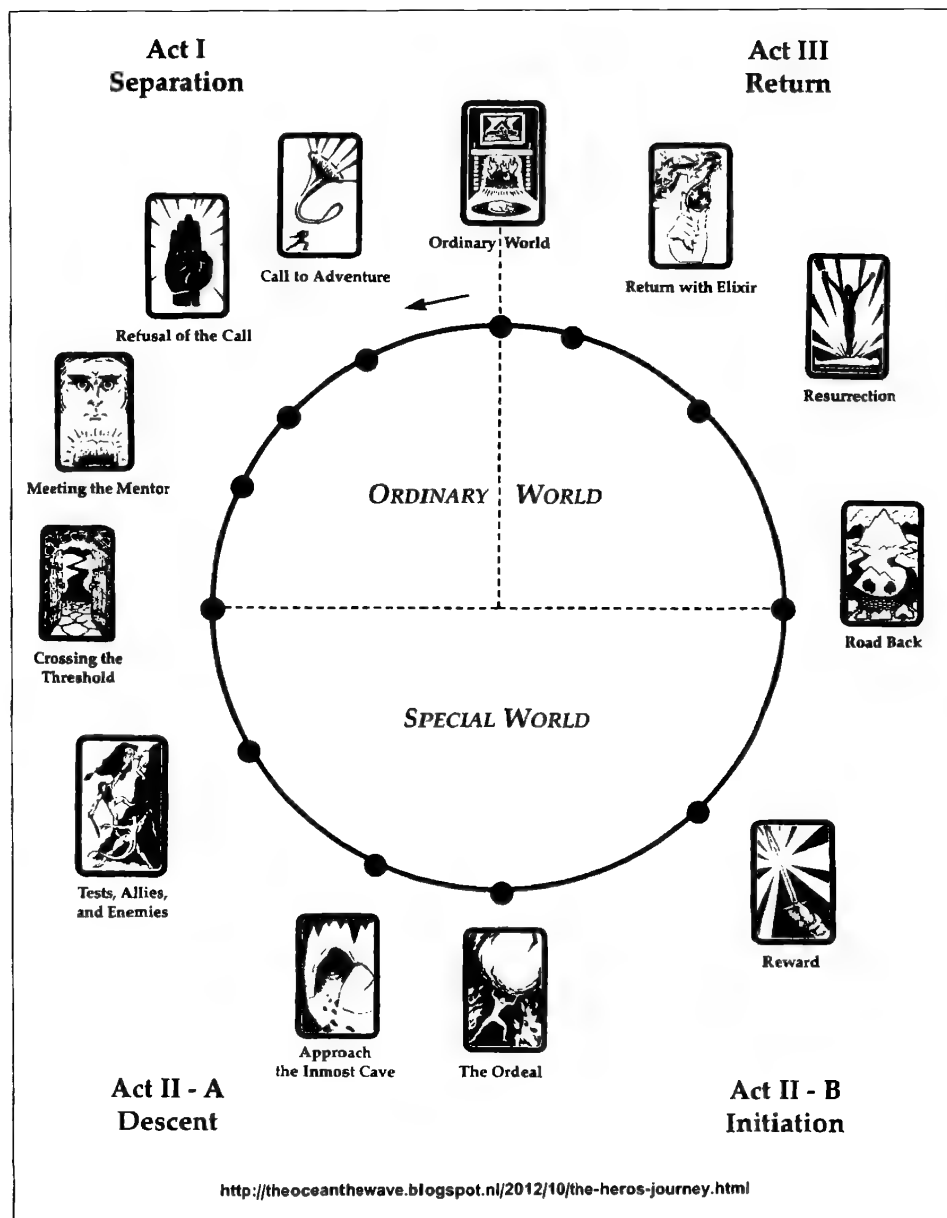 Act I
Separation
Act III
Return
Ordinary World
Call to Adventure
Return with Elixir
Refusal of the Call
Resurrection
Meeting the Mentor
ORDINARY WORLD
Crossing the
Threshold
Road Back
SPECIAL WORLD
Tests, Allies,
and Enemies
Reward
Approach
the Inmost Cave
The Ordeal
Act II - A
Descent
Act II - B
Initiation
http://theoceanthewave.blogspot.nl/2012/10/the-heros-journey.html